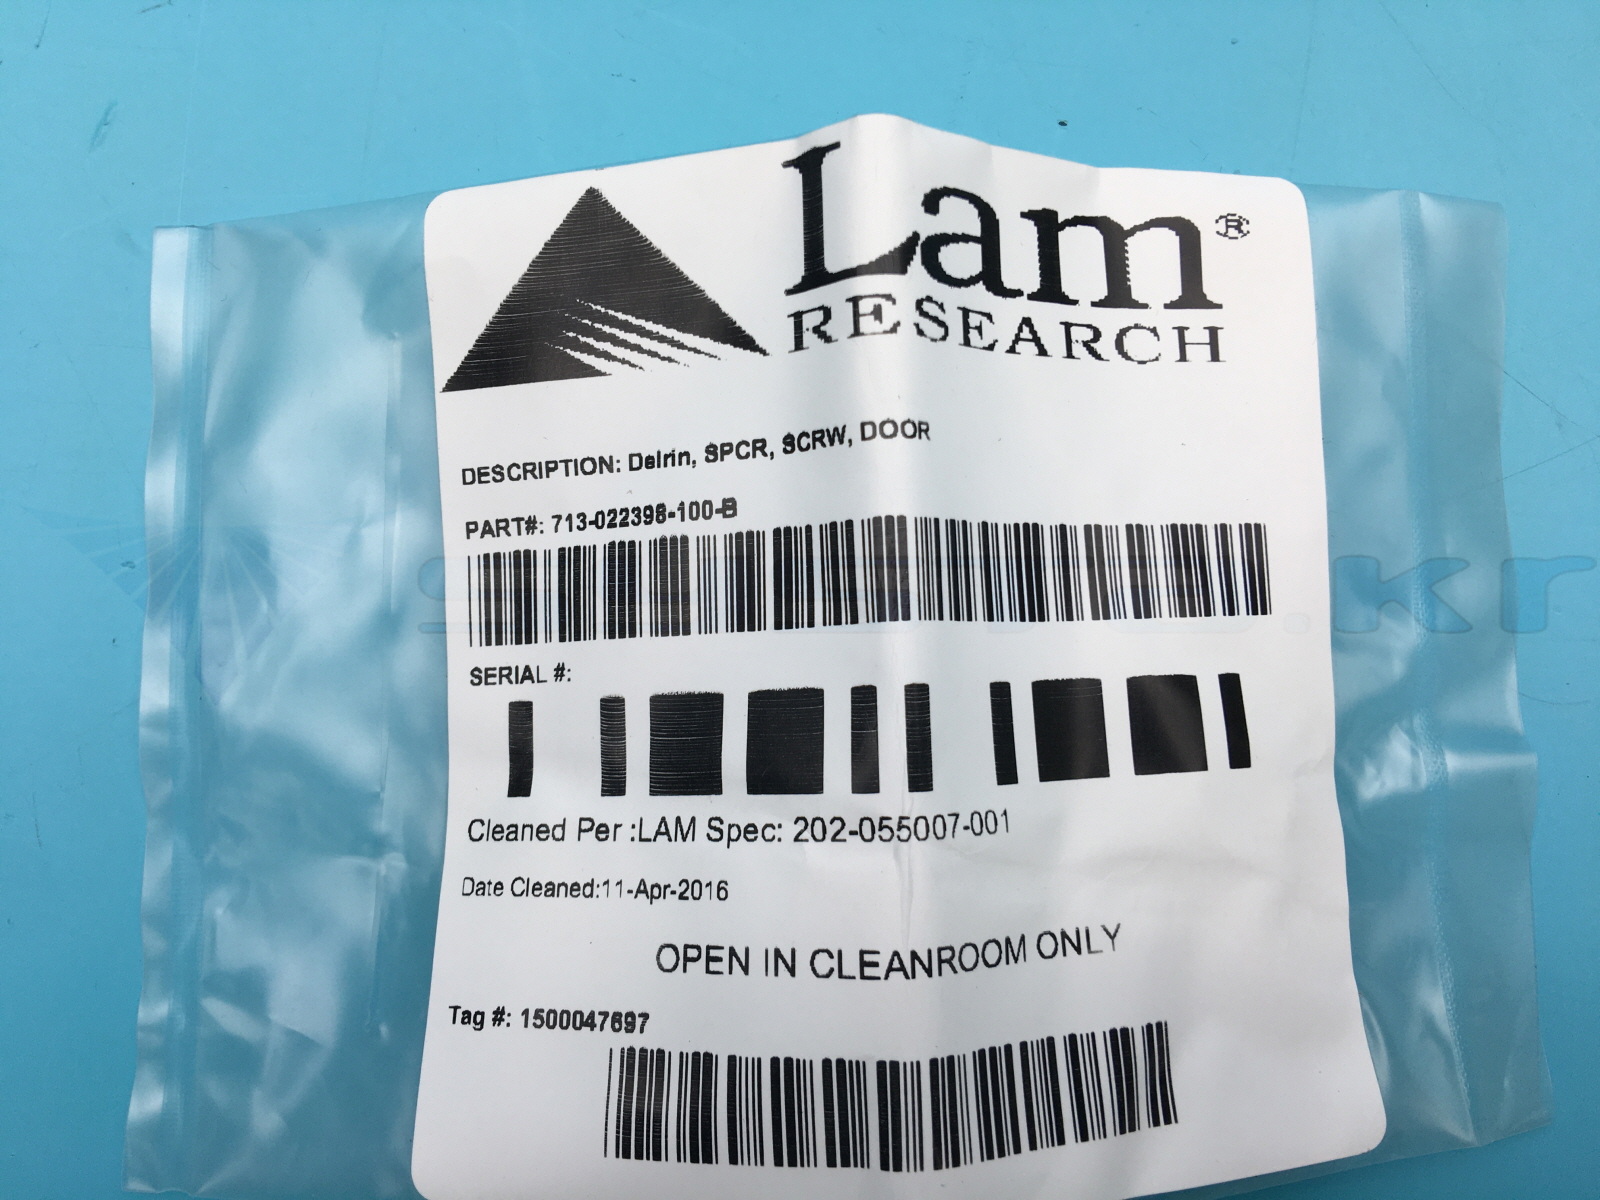 Lam®
RESEARCH
DESCRIPTION: Delrin, SPCR, SCRW, DOOR
PART#: 713-022398-100-B
SERIAL #:
Cleaned Per :LAM Spec: 202-055007-001
Date Cleaned:11-Apr-2016
OPEN IN CLEANROOM ONLY
Tag #: 1500047697
.kr